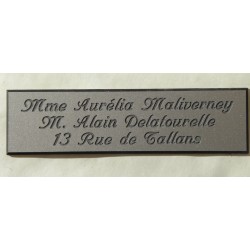 Mme Aurélia Maliverney
M. Alain Delatourelle
13 Rue de Tallans